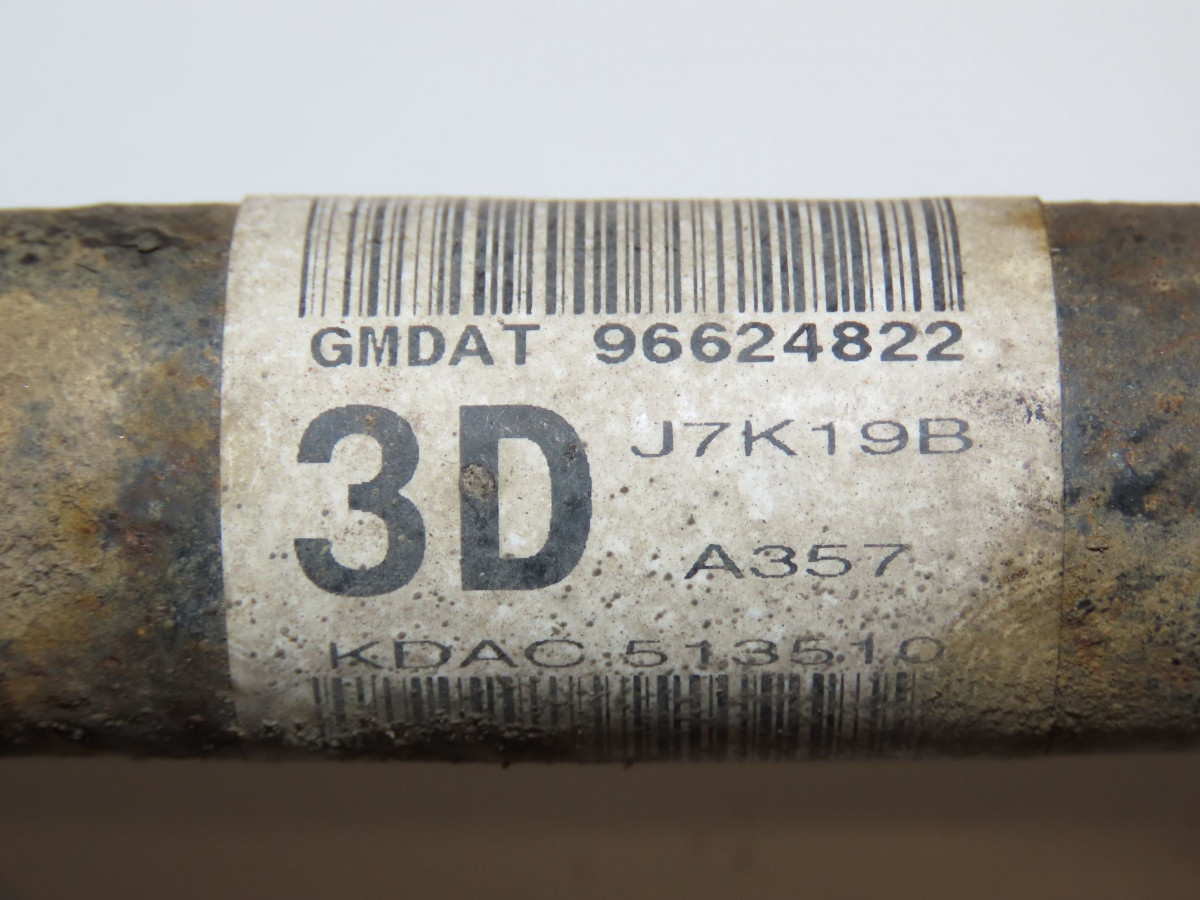 GMDAT 96624822
3D
J7K19B
A357
KDAC 513510